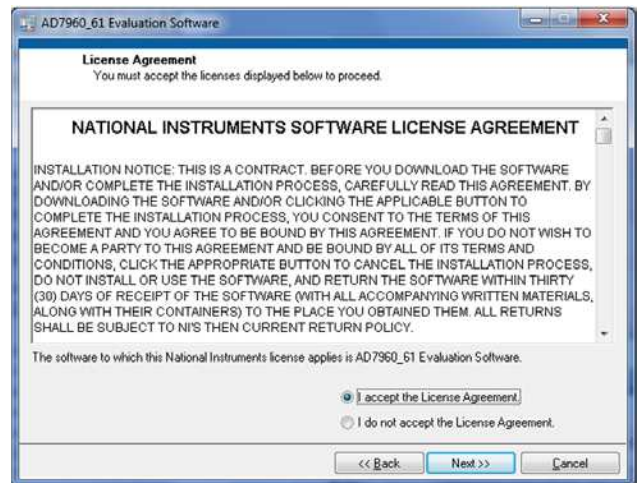 AD7960_61 Evaluation Software
License Agreement
You must accept the licenses displayed below to proceed.
NATIONAL INSTRUMENTS SOFTWARE LICENSE AGREEMENT
INSTALLATION NOTICE: THIS IS A CONTRACT. BEFORE YOU DOWNLOAD THE SOFTWARE
AND/OR COMPLETE THE INSTALLATION PROCESS, CAREFULLY READ THIS AGREEMENT. BY
DOWNLOADING THE SOFTWARE AND/OR CLICKING THE APPLICABLE BUTTON TO
COMPLETE THE INSTALLATION PROCESS, YOU CONSENT TO THE TERMS OF THIS
AGREEMENT AND YOU AGREE TO BE BOUND BY THIS AGREEMENT. IF YOU DO NOT WISH TO
BECOME A PARTY TO THIS AGREEMENT AND BE BOUND BY ALL OF ITS TERMS AND
CONDITIONS, CLICK THE APPROPRIATE BUTTON TO CANCEL THE INSTALLATION PROCESS,
DO NOT INSTALL OR USE THE SOFTWARE, AND RETURN THE SOFTWARE WITHIN THIRTY
(30) DAYS OF RECEIPT OF THE SOFTWARE (WITH ALL ACCOMPANYING WRITTEN MATERIALS,
ALONG WITH THEIR CONTAINERS) TO THE PLACE YOU OBTAINED THEM. ALL RETURNS
SHALL BE SUBJECT TO NI'S THEN CURRENT RETURN POLICY.
The software to which this National Instruments license applies is AD7960_61 Evaluation Software.
I accept the License Agreement.
I do not accept the License Agreement.
<< Back Next >> Cancel